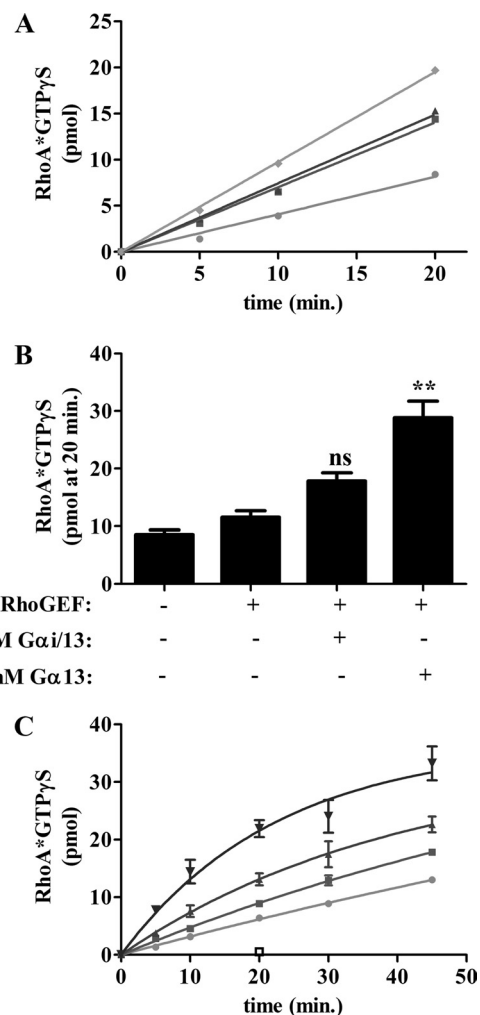 A
RhoA*GTPγS
(pmol)
25
20
15
10
5
0
0 5 10 15 20
time (min.)
B
RhoA*GTPγS
(pmol at 20 min.)
40
30
20
10
0
ns
**
RhoGEF: - + + +
M Gαi/13: - - + -
M Gα13: - - - +
C
RhoA*GTPγS
(pmol)
40
30
20
10
0
0 10 20 30 40 50
time (min.)